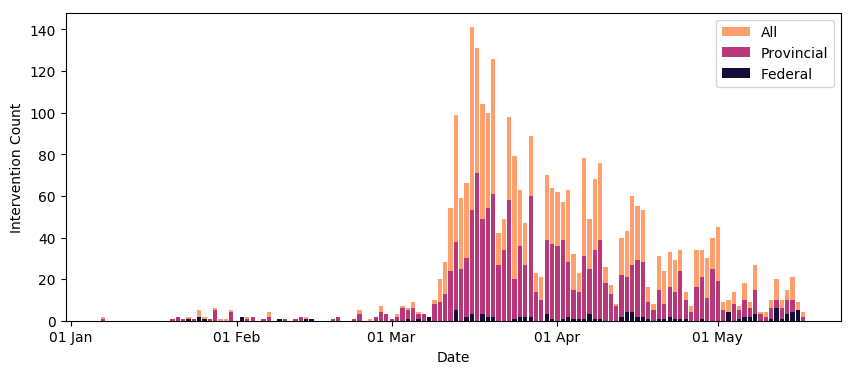 140
120
100
80
60
40
20
0
Intervention Count
All
Provincial
Federal
01 Jan 01 Feb 01 Mar 01 Apr 01 May
Date